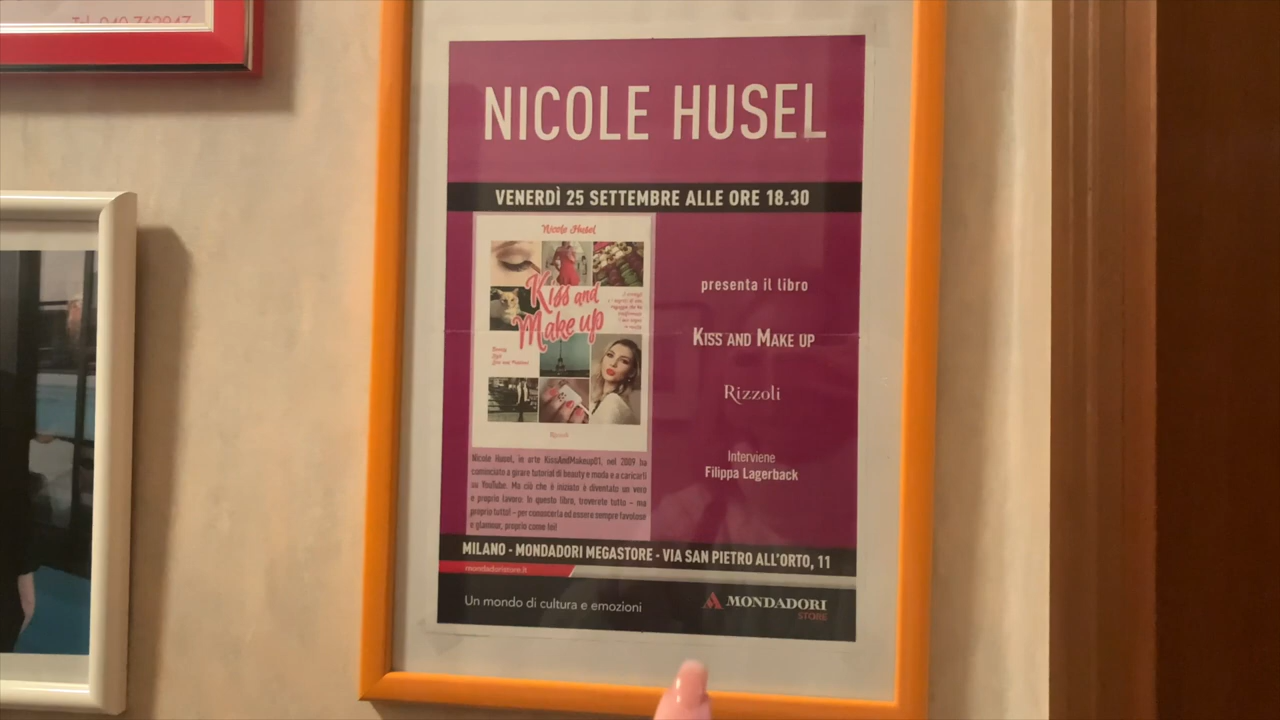 Tel. 040 763947
NICOLE HUSEL
VENERDÌ 25 SETTEMBRE ALLE ORE 18.30
Nicole Husel
Kiss and
Make up
Rizzoli
presenta il libro
KISS AND MAKE UP
Rizzoli
Interviene
Filippa Lagerback
Nicole Husel, in arte KissAndMakeup01, nel 2009 ha
cominciato a girare tutorial di beauty e moda e a caricarli
su YouTube. Ma ciò che è iniziato è diventato un vero
e proprio lavoro: In questo libro, troverete tutto – ma
proprio tutto! – per conoscerla ed essere sempre favolose
e glamour, proprio come lei!
MILANO - MONDADORI MEGASTORE - VIA SAN PIETRO ALL'ORTO, 11
mondadoristore.it
Un mondo di cultura e emozioni
MONDADORI
STORE